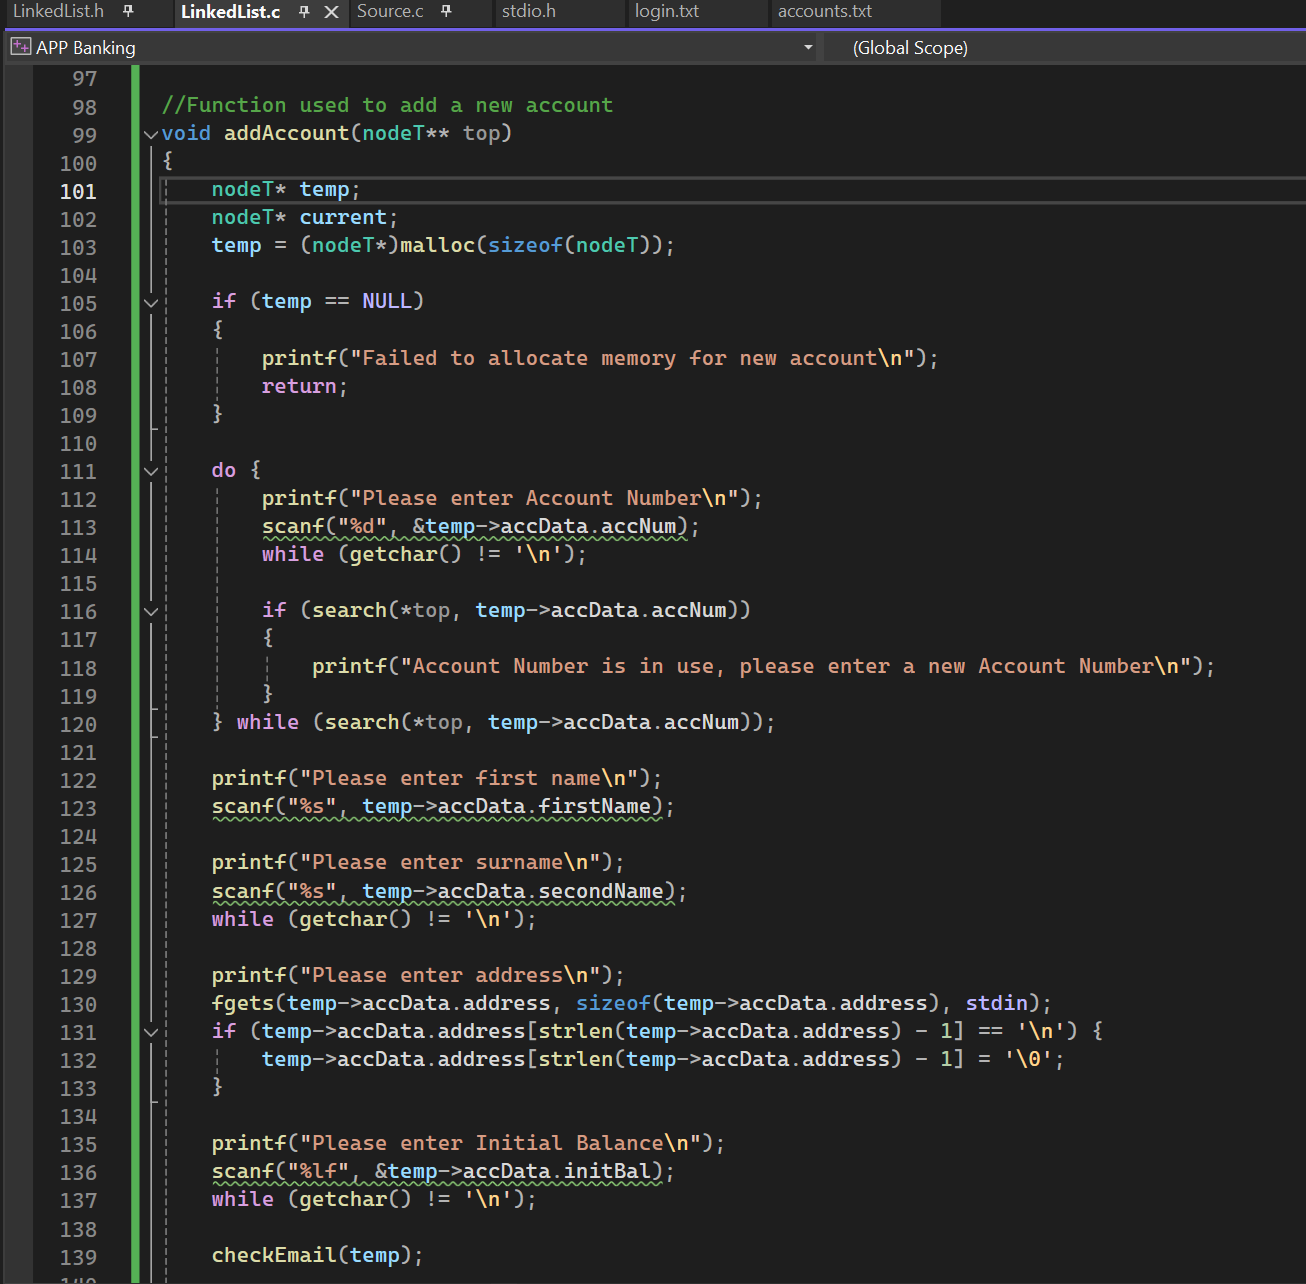 LinkedList.h LinkedList.c Source.c stdio.h login.txt accounts.txt
APP Banking (Global Scope)
97
98 //Function used to add a new account
99 void addAccount(nodeT** top)
100 {
101 nodeT* temp;
102 nodeT* current;
103 temp = (nodeT*)malloc(sizeof(nodeT));
104
105 if (temp == NULL)
106 {
107 printf("Failed to allocate memory for new account\n");
108 return;
109 }
110
111 do {
112 printf("Please enter Account Number\n");
113 scanf("%d", &temp->accData.accNum);
114 while (getchar() != '\n');
115
116 if (search(*top, temp->accData.accNum))
117 {
118 printf("Account Number is in use, please enter a new Account Number\n");
119 }
120 } while (search(*top, temp->accData.accNum));
121
122 printf("Please enter first name\n");
123 scanf("%s", temp->accData.firstName);
124
125 printf("Please enter surname\n");
126 scanf("%s", temp->accData.secondName);
127 while (getchar() != '\n');
128
129 printf("Please enter address\n");
130 fgets(temp->accData.address, sizeof(temp->accData.address), stdin);
131 if (temp->accData.address[strlen(temp->accData.address) - 1] == '\n') {
132 temp->accData.address[strlen(temp->accData.address) - 1] = '\0';
133 }
134
135 printf("Please enter Initial Balance\n");
136 scanf("%lf", &temp->accData.initBal);
137 while (getchar() != '\n');
138
139 checkEmail(temp);